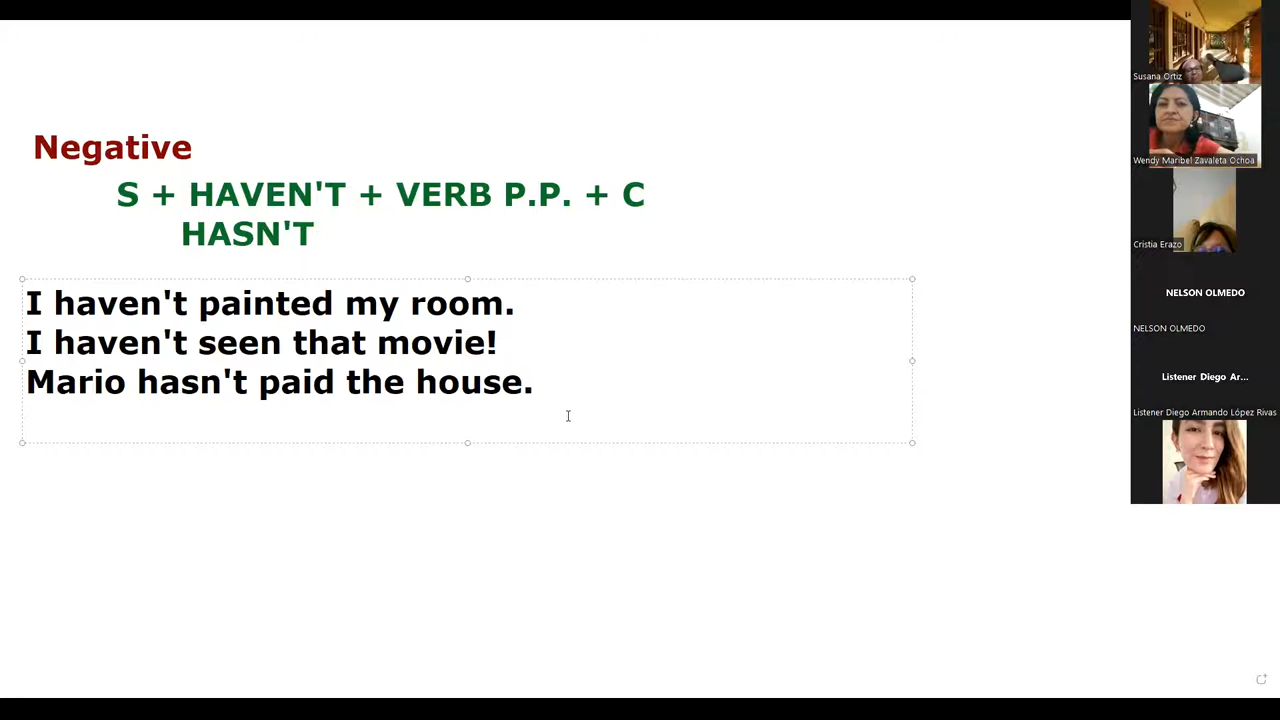 Negative
S + HAVEN'T + VERB P.P. + C
HASN'T
I haven't painted my room.
I haven't seen that movie!
Mario hasn't paid the house.
Susana Ortiz
Wendy Maribel Zavaleta Ochoa
Cristia Erazo
NELSON OLMEDO
NELSON OLMEDO
Listener Diego Ar...
Listener Diego Armando López Rivas